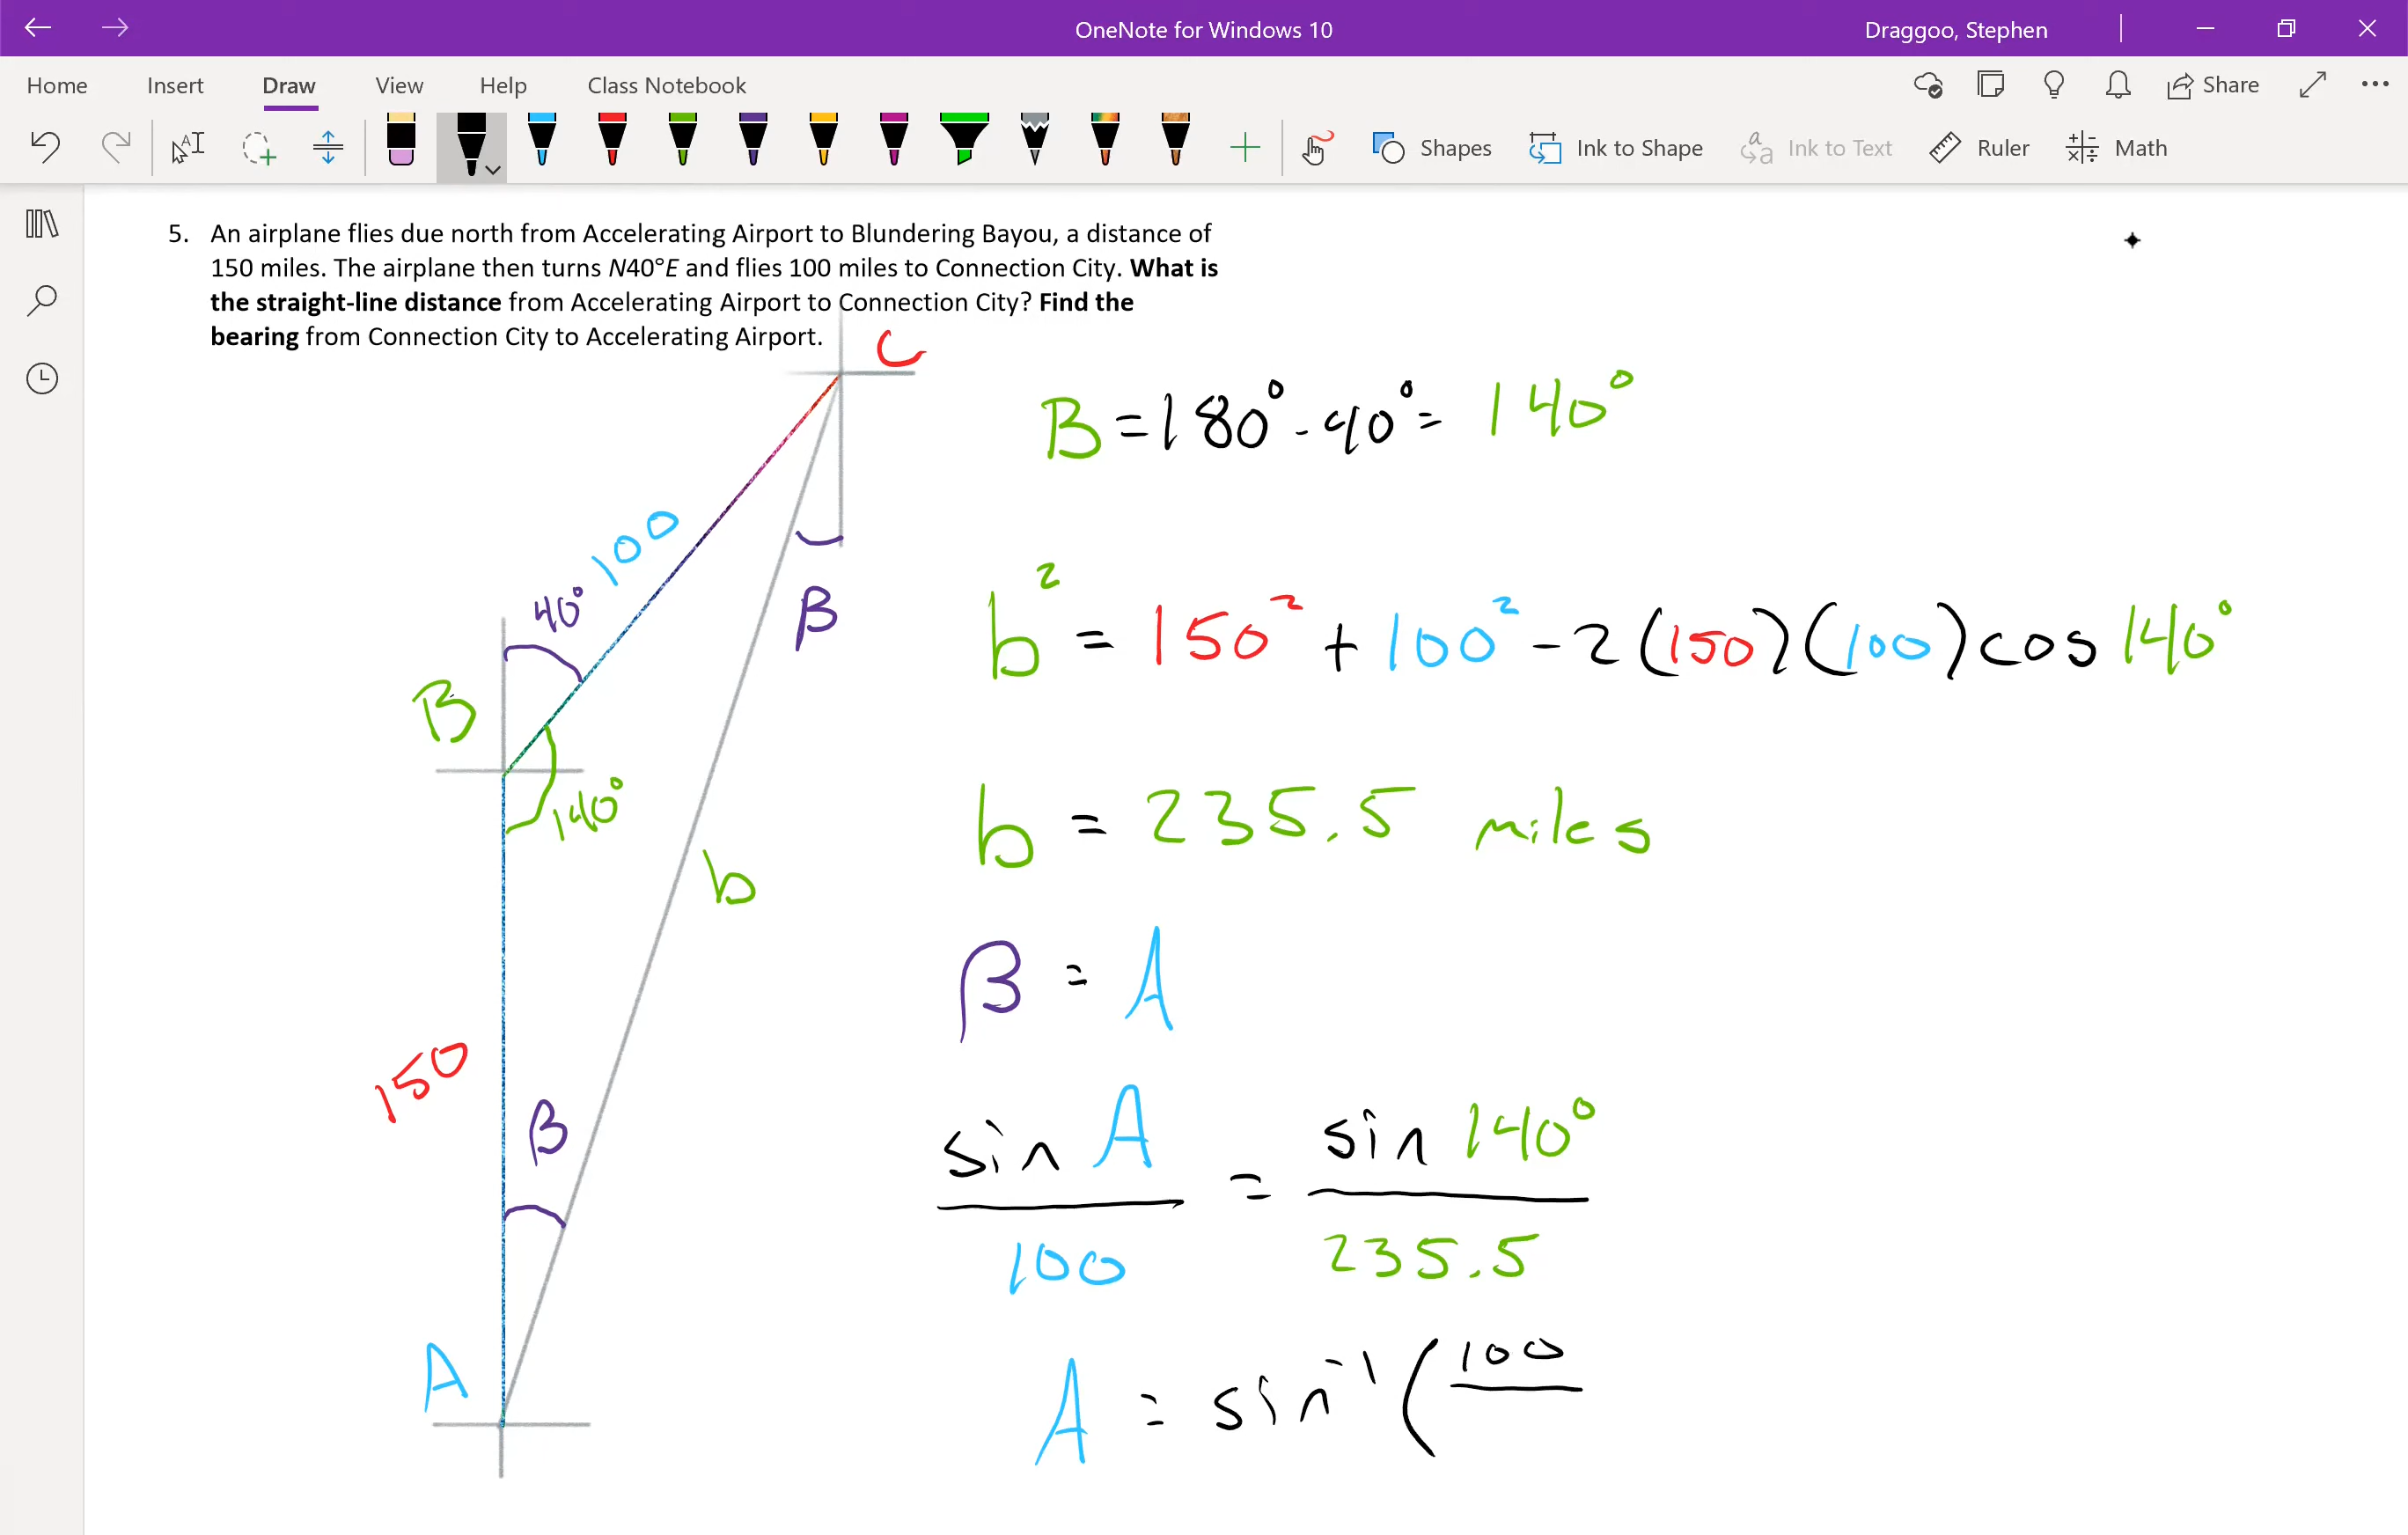 OneNote for Windows 10
Draggoo, Stephen
Home Insert Draw View Help Class Notebook
Share
Shapes Ink to Shape Ink to Text Ruler Math
5. An airplane flies due north from Accelerating Airport to Blundering Bayou, a distance of
150 miles. The airplane then turns N40°E and flies 100 miles to Connection City. What is
the straight-line distance from Accelerating Airport to Connection City? Find the
bearing from Connection City to Accelerating Airport.
C
B = 180° - 40° = 140°
100
40°
β
b² = 150² + 100² - 2(150)(100)cos 140°
B
140°
b = 235.5 miles
b
β = A
150
β
sin A / 100 = sin 140° / 235.5
A
A = sin⁻¹(100